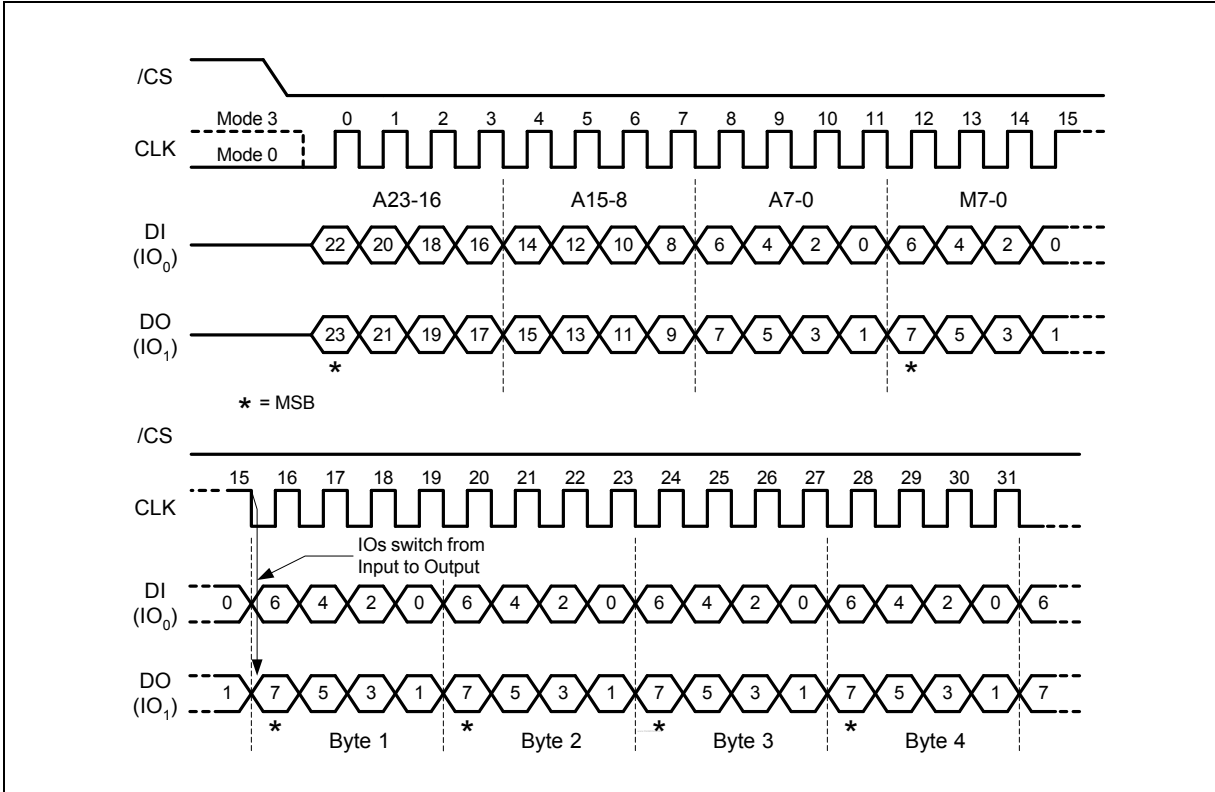 /CS
Mode 3 0 1 2 3 4 5 6 7 8 9 10 11 12 13 14 15
CLK
Mode 0
A23-16 A15-8 A7-0 M7-0
DI
(IO0)
22 20 18 16 14 12 10 8 6 4 2 0 6 4 2 0
DO
(IO1)
23 21 19 17 15 13 11 9 7 5 3 1 7 5 3 1
* *
* = MSB
/CS
15 16 17 18 19 20 21 22 23 24 25 26 27 28 29 30 31
CLK
IOs switch from
Input to Output
DI
(IO0)
0 6 4 2 0 6 4 2 0 6 4 2 0 6 4 2 0 6
DO
(IO1)
1 7 5 3 1 7 5 3 1 7 5 3 1 7 5 3 1 7
* * * *
Byte 1 Byte 2 Byte 3 Byte 4